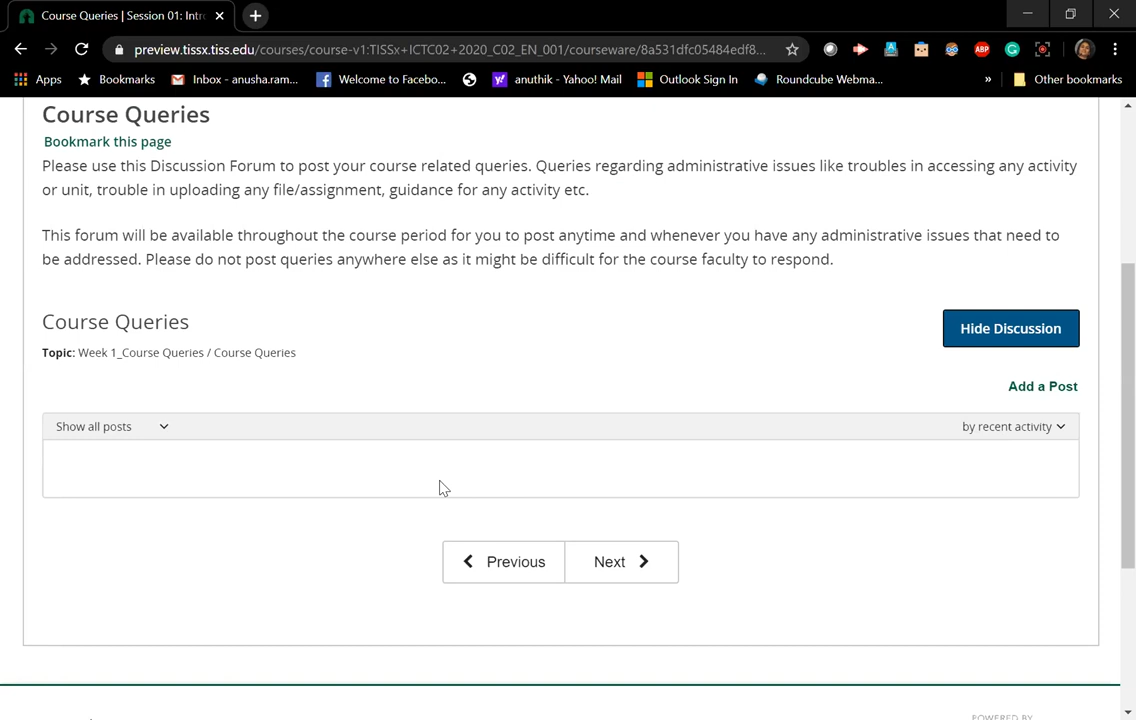 Course Queries | Session 01: Intr
preview.tissx.tiss.edu/courses/course-v1:TISSx+ICTC02+2020_C02_EN_001/courseware/8a531dfc05484edf8...
ABP
Apps Bookmarks Inbox - anusha.ram... Welcome to Facebo... anuthik - Yahoo! Mail Outlook Sign In Roundcube Webma... » Other bookmarks
Course Queries
Bookmark this page
Please use this Discussion Forum to post your course related queries. Queries regarding administrative issues like troubles in accessing any activity
or unit, trouble in uploading any file/assignment, guidance for any activity etc.
This forum will be available throughout the course period for you to post anytime and whenever you have any administrative issues that need to
be addressed. Please do not post queries anywhere else as it might be difficult for the course faculty to respond.
Course Queries
Hide Discussion
Topic: Week 1_Course Queries / Course Queries
Add a Post
Show all posts by recent activity
Previous Next
POWERED BY